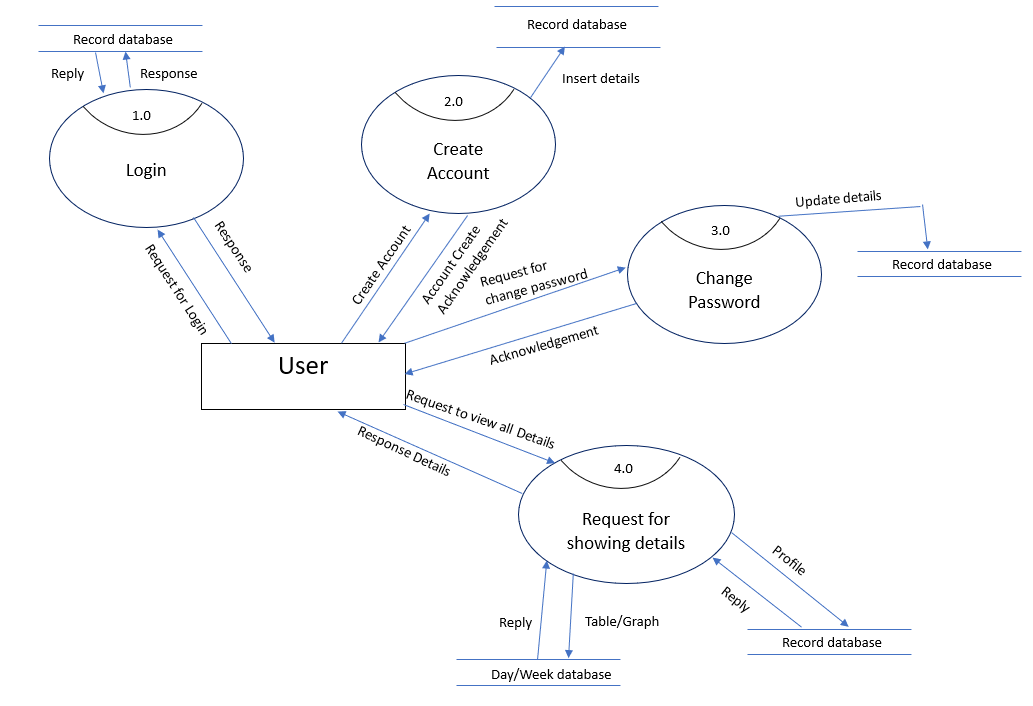 Record database
Reply
Response
1.0
Login
Request for Login
Response
Record database
Insert details
2.0
Create
Account
Create Account
Account Create
Acknowledgement
Update details
Record database
3.0
Change
Password
Request for
change password
Acknowledgement
User
Request to view all Details
Response Details
4.0
Request for
showing details
Profile
Reply
Record database
Reply
Table/Graph
Day/Week database